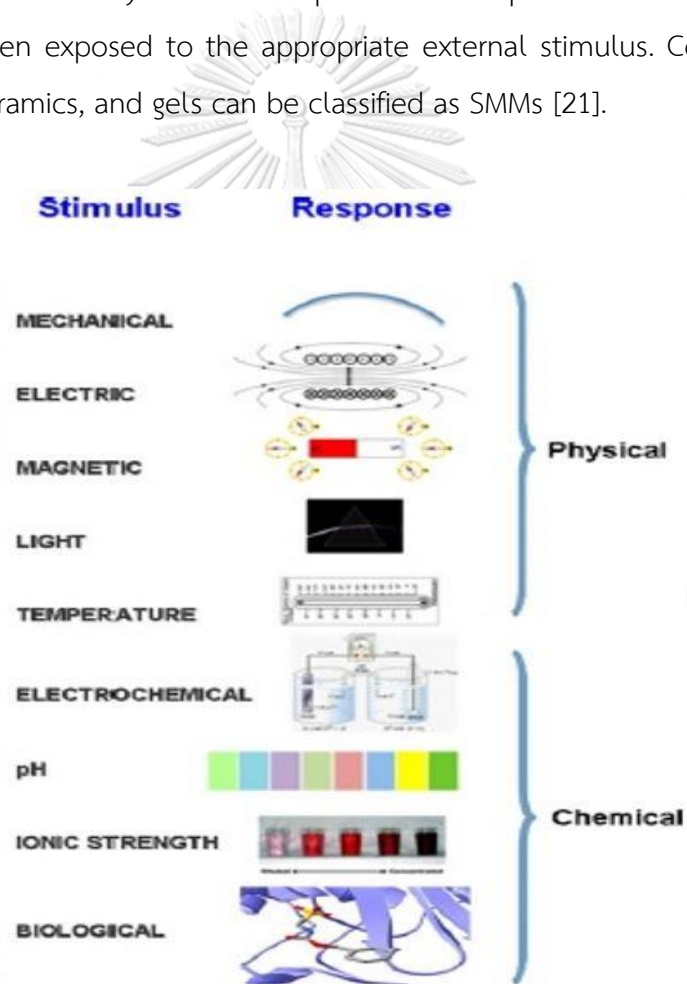 en exposed to the appropriate external stimulus. C
ramics, and gels can be classified as SMMs [21].
Stimulus Response
MECHANICAL
ELECTRIC
MAGNETIC
LIGHT
TEMPERATURE
Physical
ELECTROCHEMICAL
pH
IONIC STRENGTH
BIOLOGICAL
Chemical